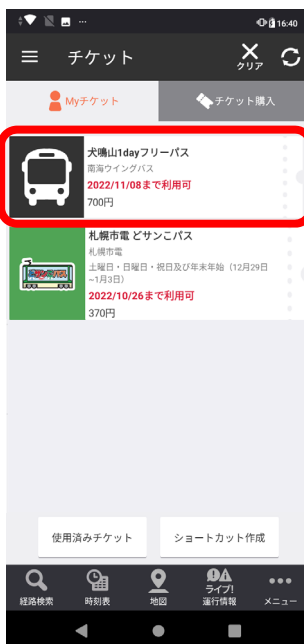 16:40
チケット
クリア
Myチケット
チケット購入
犬鳴山1dayフリーパス
南海ウイングバス
2022/11/08まで利用可
700円
札幌市電 どサンこパス
札幌市電
土曜日・日曜日・祝日及び年末年始（12月29日
~1月3日）
2022/10/26まで利用可
370円
使用済みチケット
ショートカット作成
経路検索
時刻表
地図
ライブ!
運行情報
メニュー